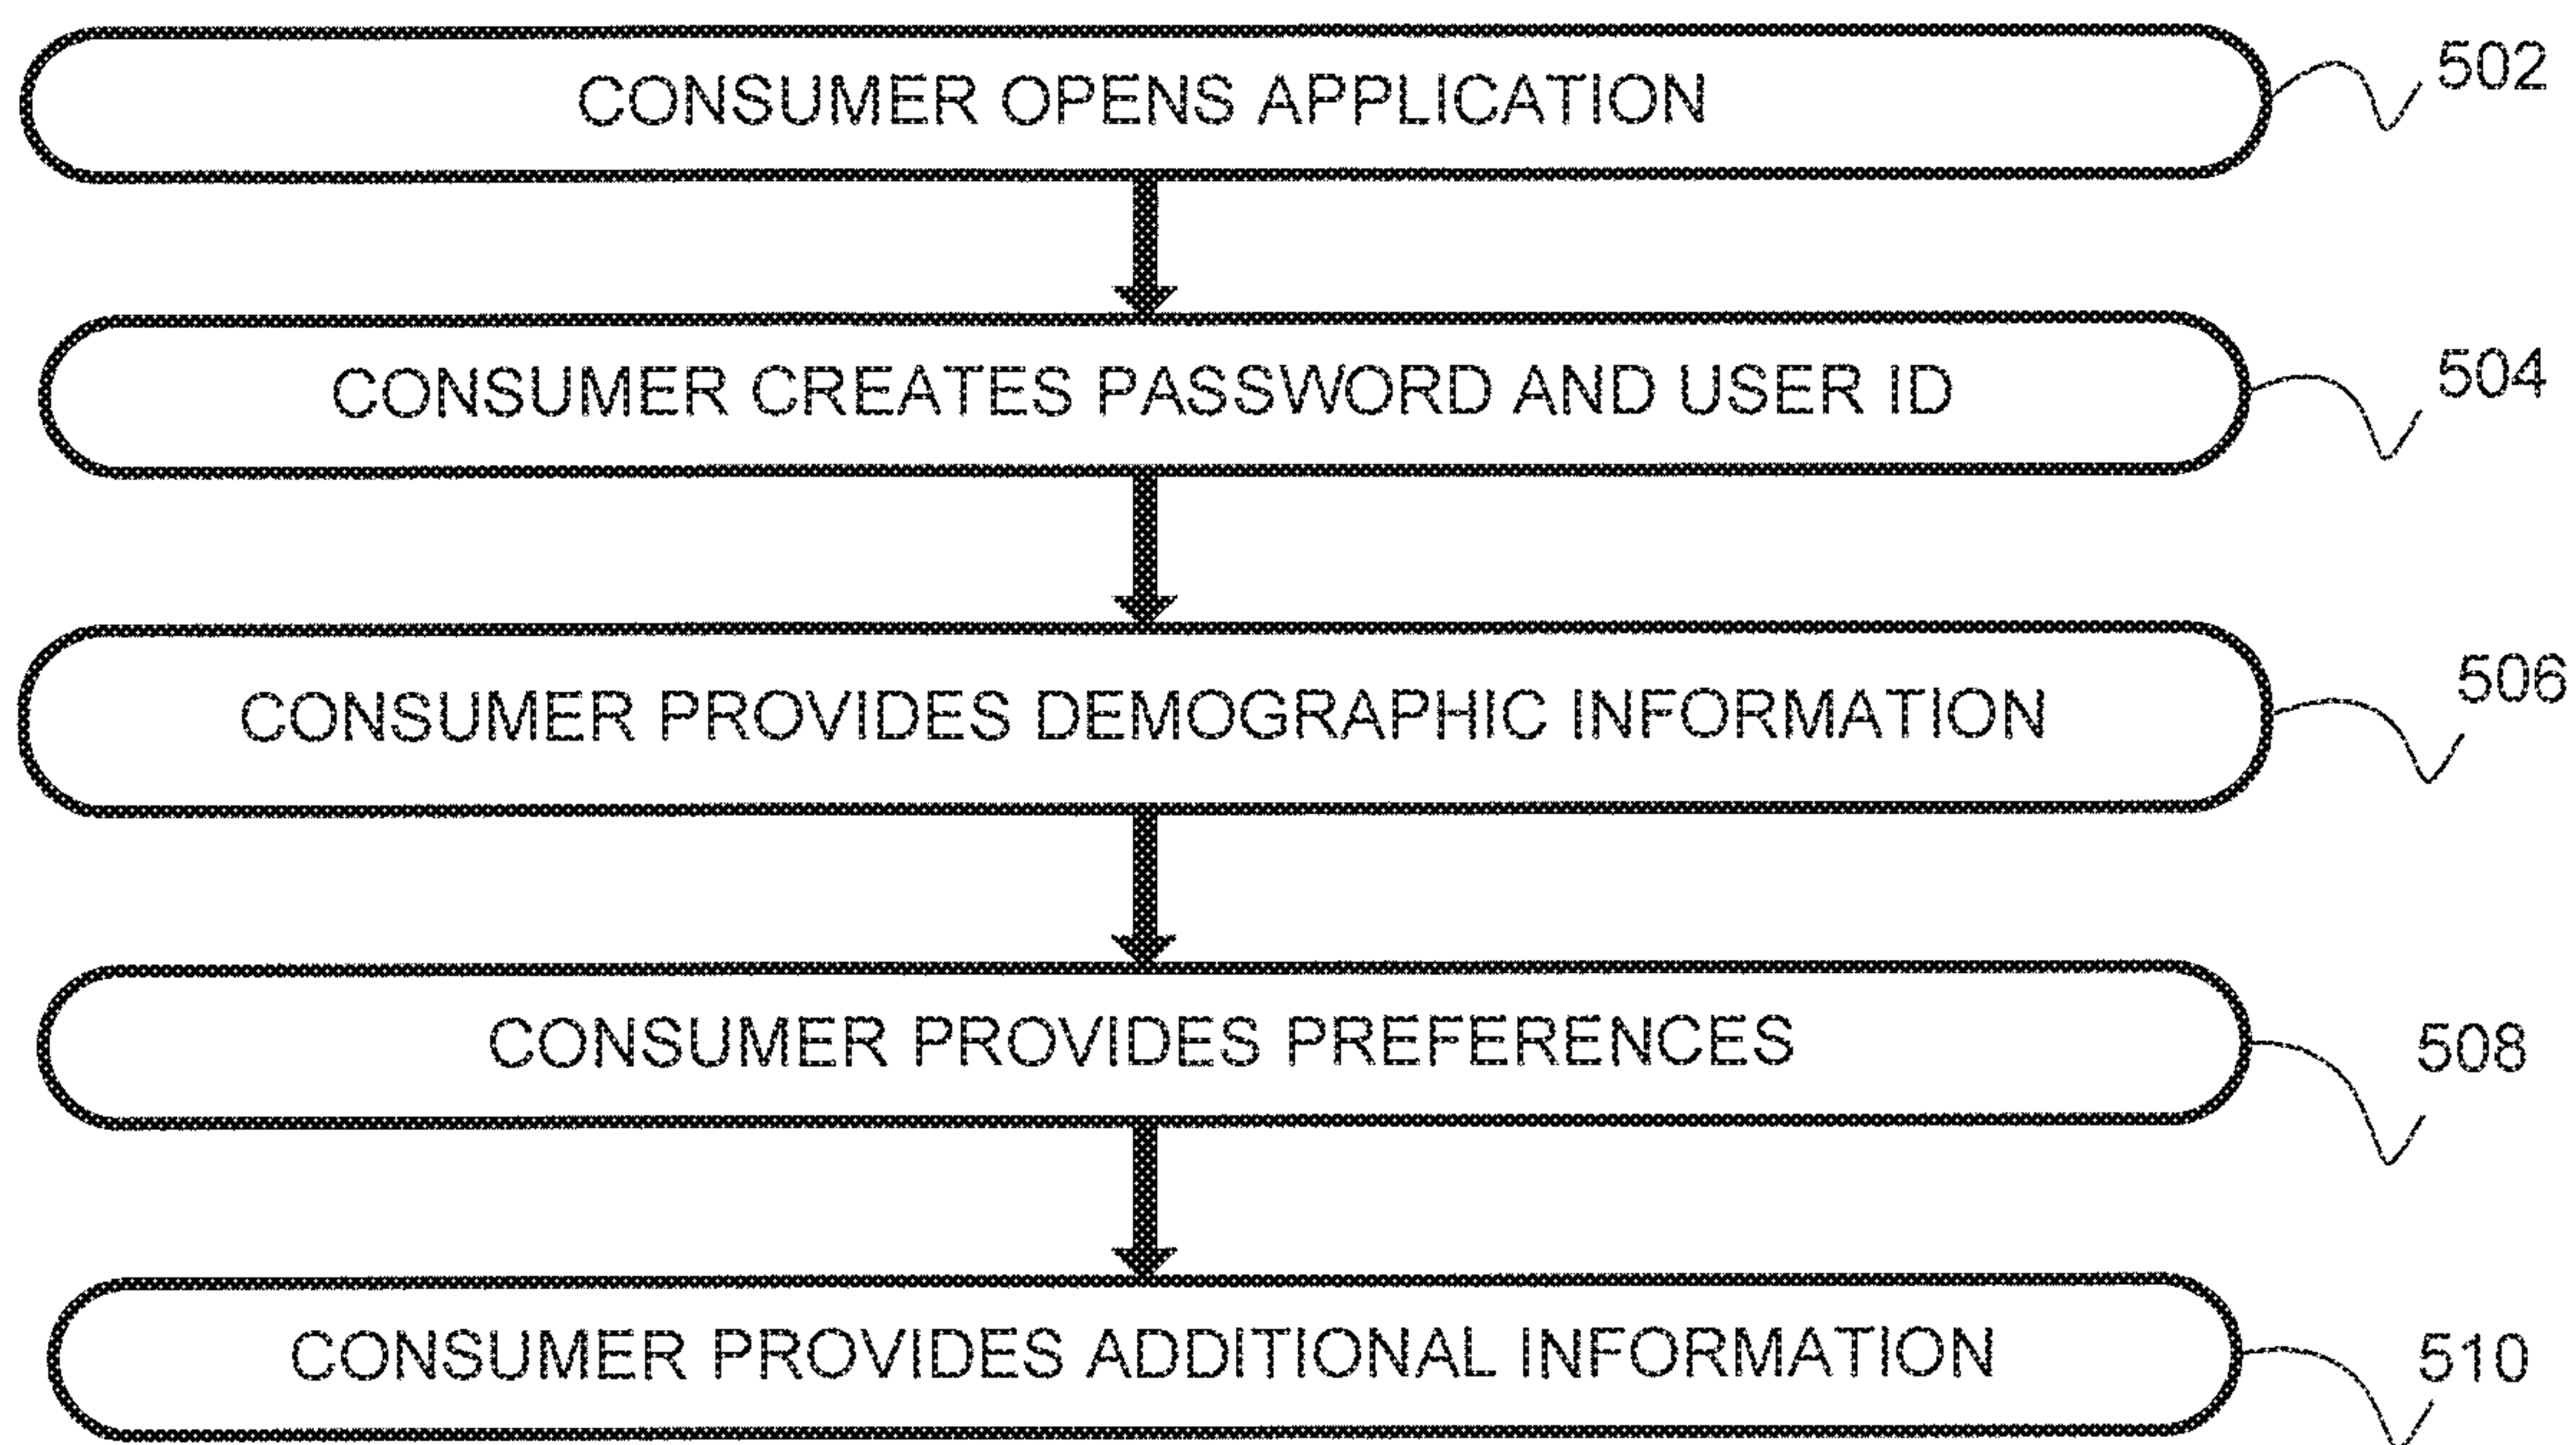 CONSUMER OPENS APPLICATION
502
CONSUMER CREATES PASSWORD AND USER ID
504
CONSUMER PROVIDES DEMOGRAPHIC INFORMATION
506
CONSUMER PROVIDES PREFERENCES
508
CONSUMER PROVIDES ADDITIONAL INFORMATION
510